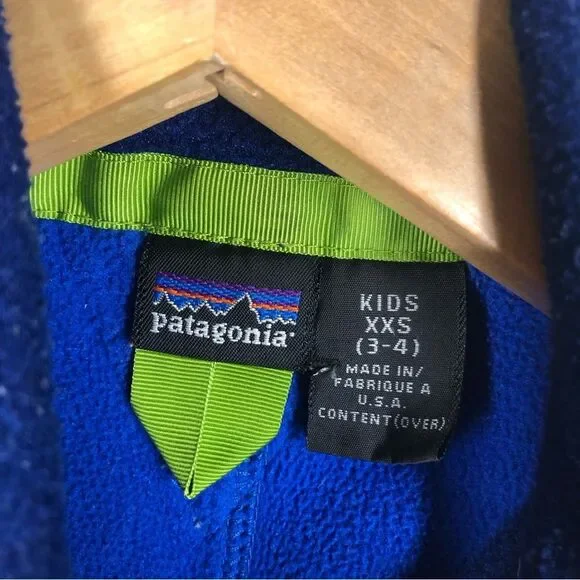 patagonia®
KIDS
XXS
(3-4)
MADE IN/
FABRIQUE A
U.S.A.
CONTENT(OVER)